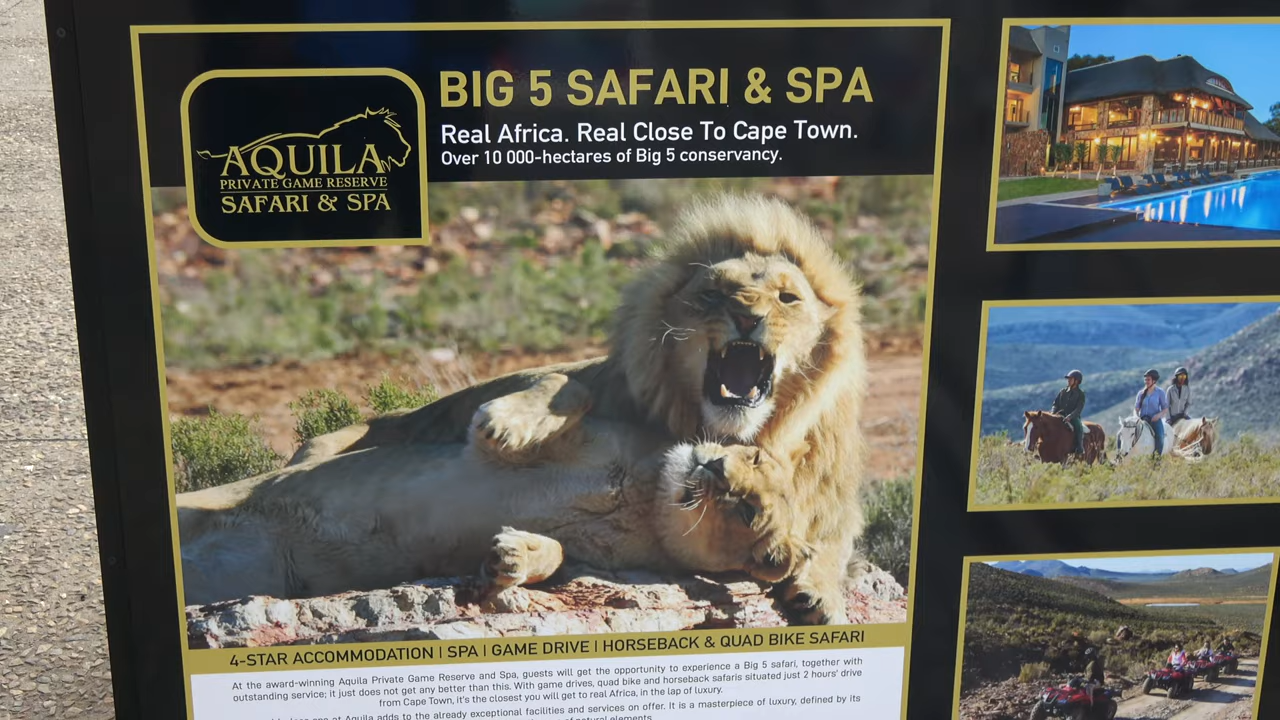 AQUILA
PRIVATE GAME RESERVE
SAFARI & SPA
BIG 5 SAFARI & SPA
Real Africa. Real Close To Cape Town.
Over 10 000-hectares of Big 5 conservancy.
4-STAR ACCOMMODATION | SPA | GAME DRIVE | HORSEBACK & QUAD BIKE SAFARI
At the award-winning Aquila Private Game Reserve and Spa, guests will get the opportunity to experience a Big 5 safari, together with
outstanding service; it just does not get any better than this. With game drives, quad bike and horseback safaris situated just 2 hours' drive
from Cape Town, it's the closest you will get to real Africa, in the lap of luxury.
spa at Aquila adds to the already exceptional facilities and services on offer. It is a masterpiece of luxury, defined by its
of natural elements.